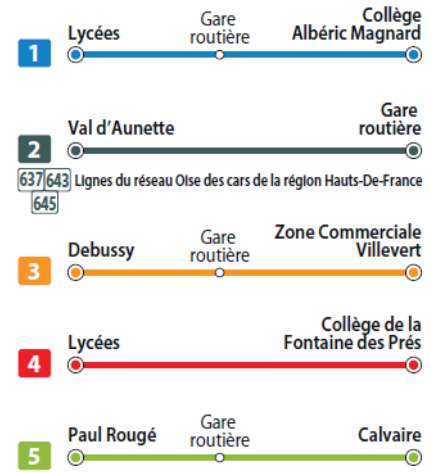 Lycées
Gare
routière
Collège
Albéric Magnard
1
Val d'Aunette
Gare
routière
2
637 643 Lignes du réseau Oise des cars de la région Hauts-De-France
645
Debussy
Gare
routière
Zone Commerciale
Villevert
3
Lycées
Collège de la
Fontaine des Prés
4
Paul Rougé
Gare
routière
Calvaire
5